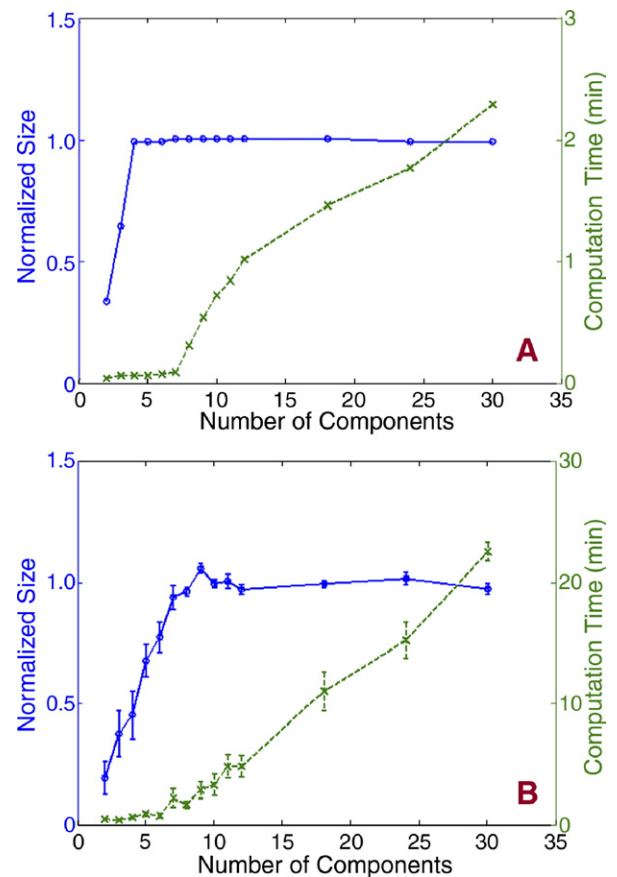 1.5
1.0
0.5
0
Normalized Size
3
2
1
0
Computation Time (min)
A
0 5 10 15 20 25 30 35
Number of Components
1.5
1.0
0.5
0
Normalized Size
30
20
10
0
Computation Time (min)
B
0 5 10 15 20 25 30 35
Number of Components